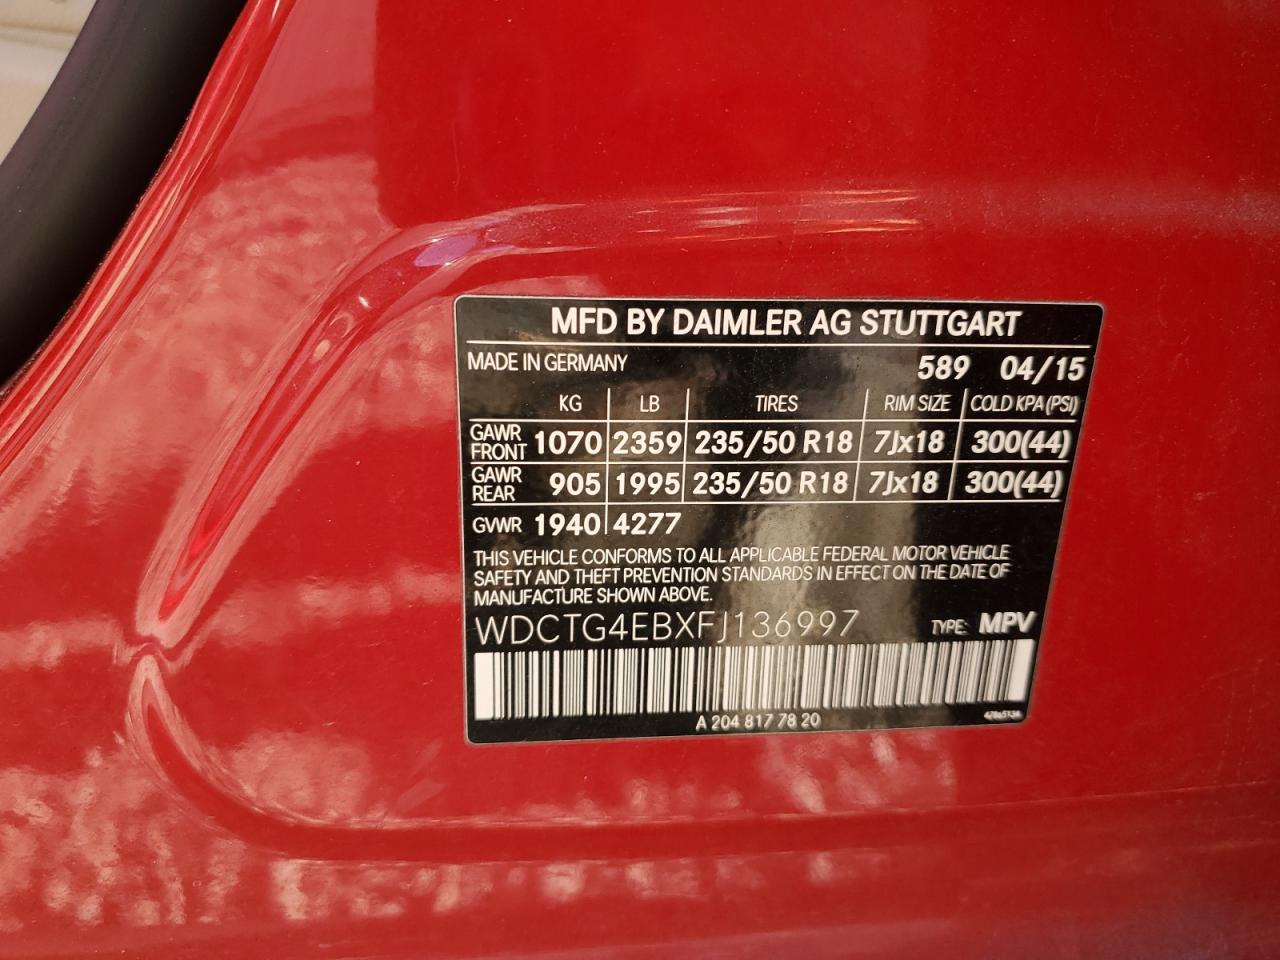 MFD BY DAIMLER AG STUTTGART
MADE IN GERMANY 589 04/15
KG LB TIRES RIM SIZE COLD KPA (PSI)
GAWR FRONT 1070 2359 235/50 R18 7Jx18 300(44)
GAWR REAR 905 1995 235/50 R18 7Jx18 300(44)
GVWR 1940 4277
THIS VEHICLE CONFORMS TO ALL APPLICABLE FEDERAL MOTOR VEHICLE
SAFETY AND THEFT PREVENTION STANDARDS IN EFFECT ON THE DATE OF
MANUFACTURE SHOWN ABOVE.
WDCTG4EBXFJ136997 TYPE: MPV
A 204 817 78 20